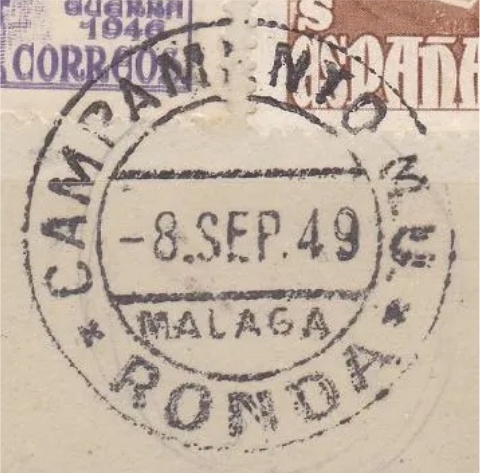 GUERRA
1946
CORREOS
S
ESPAÑA
CAMPAMENTO M.U.
-8.SEP.49
MALAGA
* RONDA *